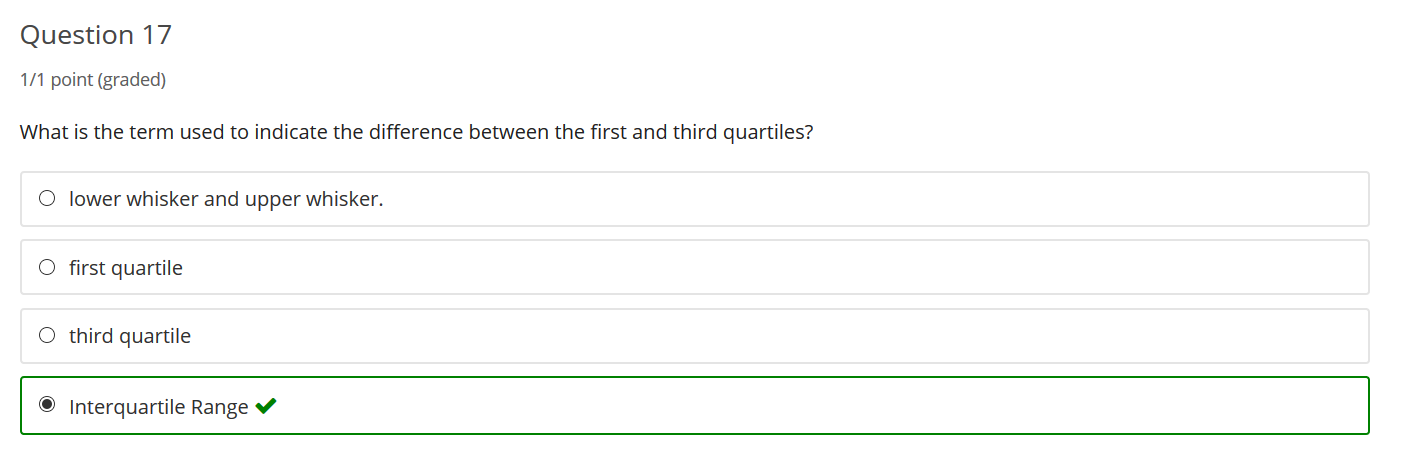 Question 17
1/1 point (graded)
What is the term used to indicate the difference between the first and third quartiles?
lower whisker and upper whisker.
first quartile
third quartile
Interquartile Range